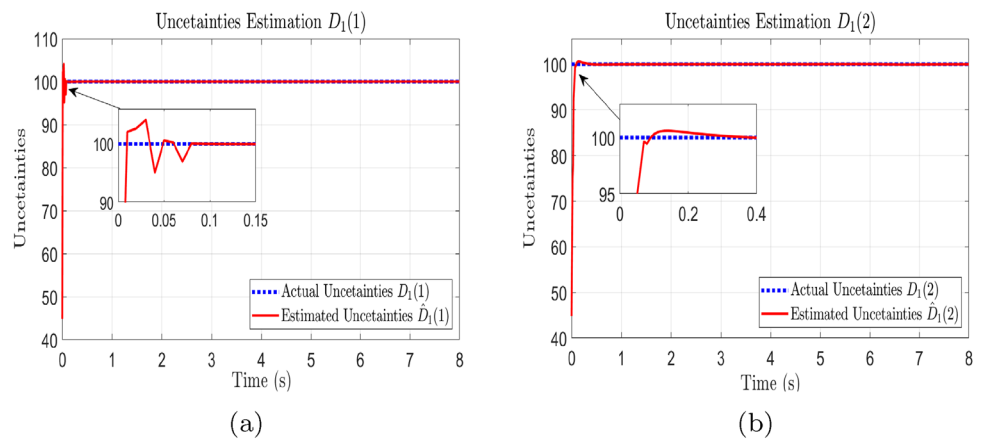 Uncetainties Estimation D₁(1)
110
100
90
80
70
60
50
40
Uncetainties
100
90
0 0.05 0.1 0.15
Actual Uncetainties D₁(1)
Estimated Uncetainties D̂₁(1)
0 1 2 3 4 5 6 7 8
Time (s)
(a)
Uncetainties Estimation D₁(2)
100
90
80
70
60
50
40
Uncetainties
100
95
0 0.2 0.4
Actual Uncetainties D₁(2)
Estimated Uncetainties D̂₁(2)
0 1 2 3 4 5 6 7 8
Time (s)
(b)